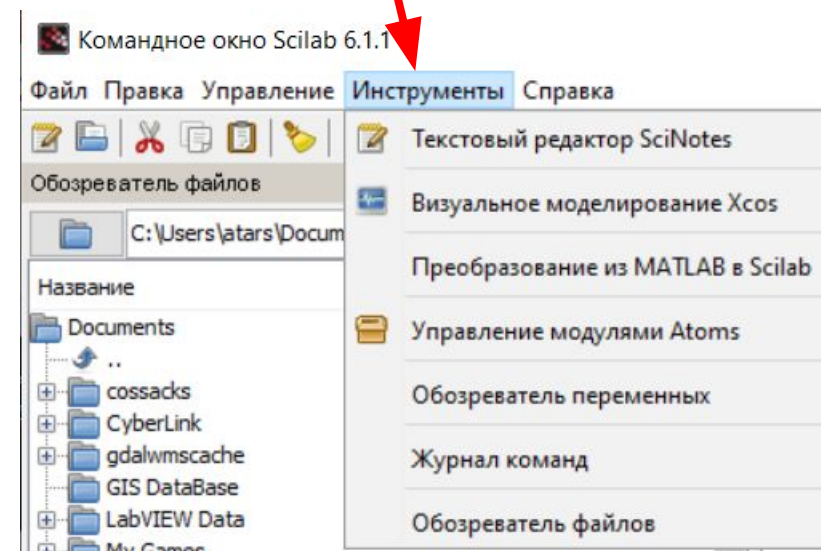 Командное окно Scilab 6.1.1
Файл Правка Управление Инструменты Справка
Обозреватель файлов
C:\Users\atars\Docum
Название
Documents
..
cossacks
CyberLink
gdalwmscache
GIS DataBase
LabVIEW Data
My Games
Текстовый редактор SciNotes
Визуальное моделирование Xcos
Преобразование из MATLAB в Scilab
Управление модулями Atoms
Обозреватель переменных
Журнал команд
Обозреватель файлов